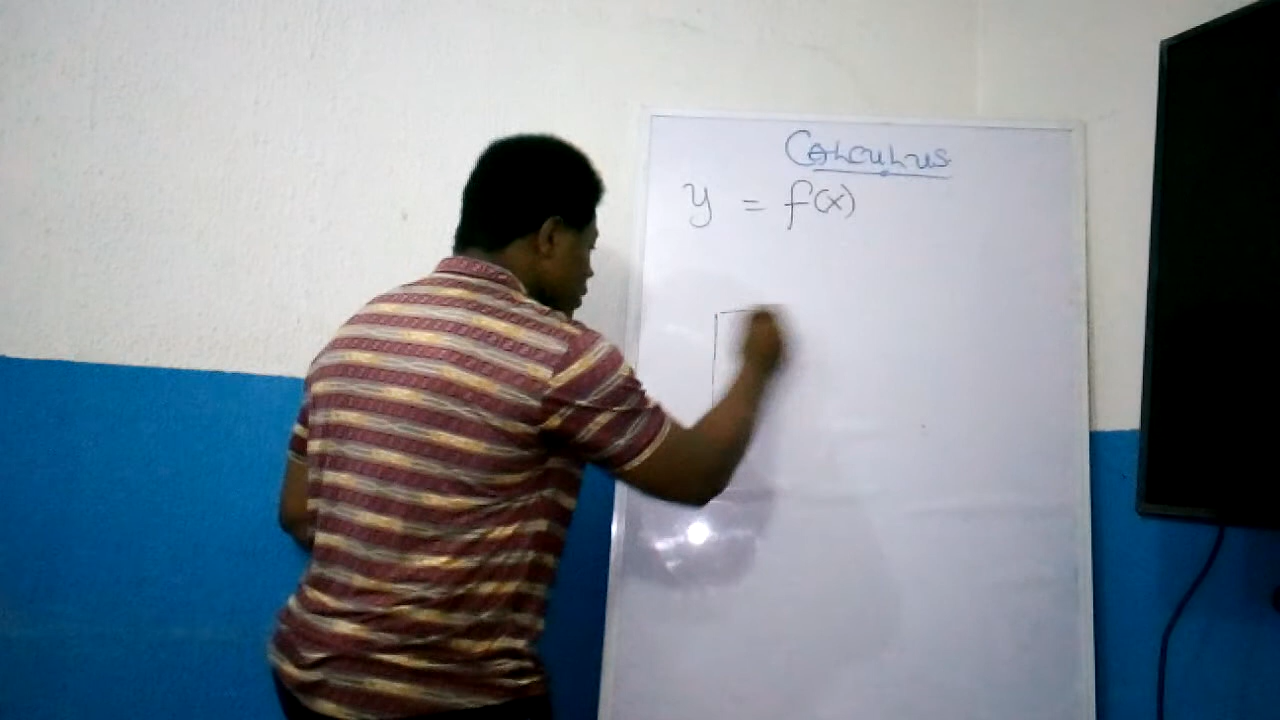 CALCULUS
y = f(x)